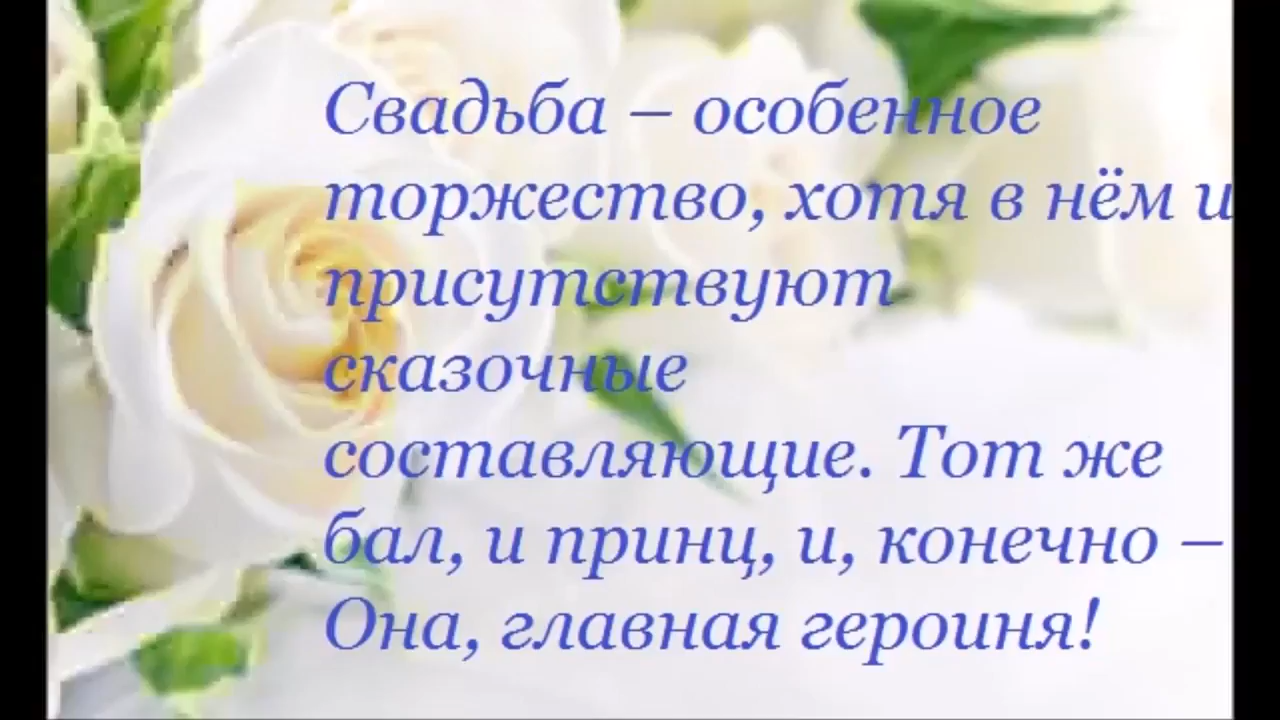 Свадьба – особенное
торжество, хотя в нём и
присутствуют
сказочные
составляющие. Тот же
бал, и принц, и, конечно –
Она, главная героиня!